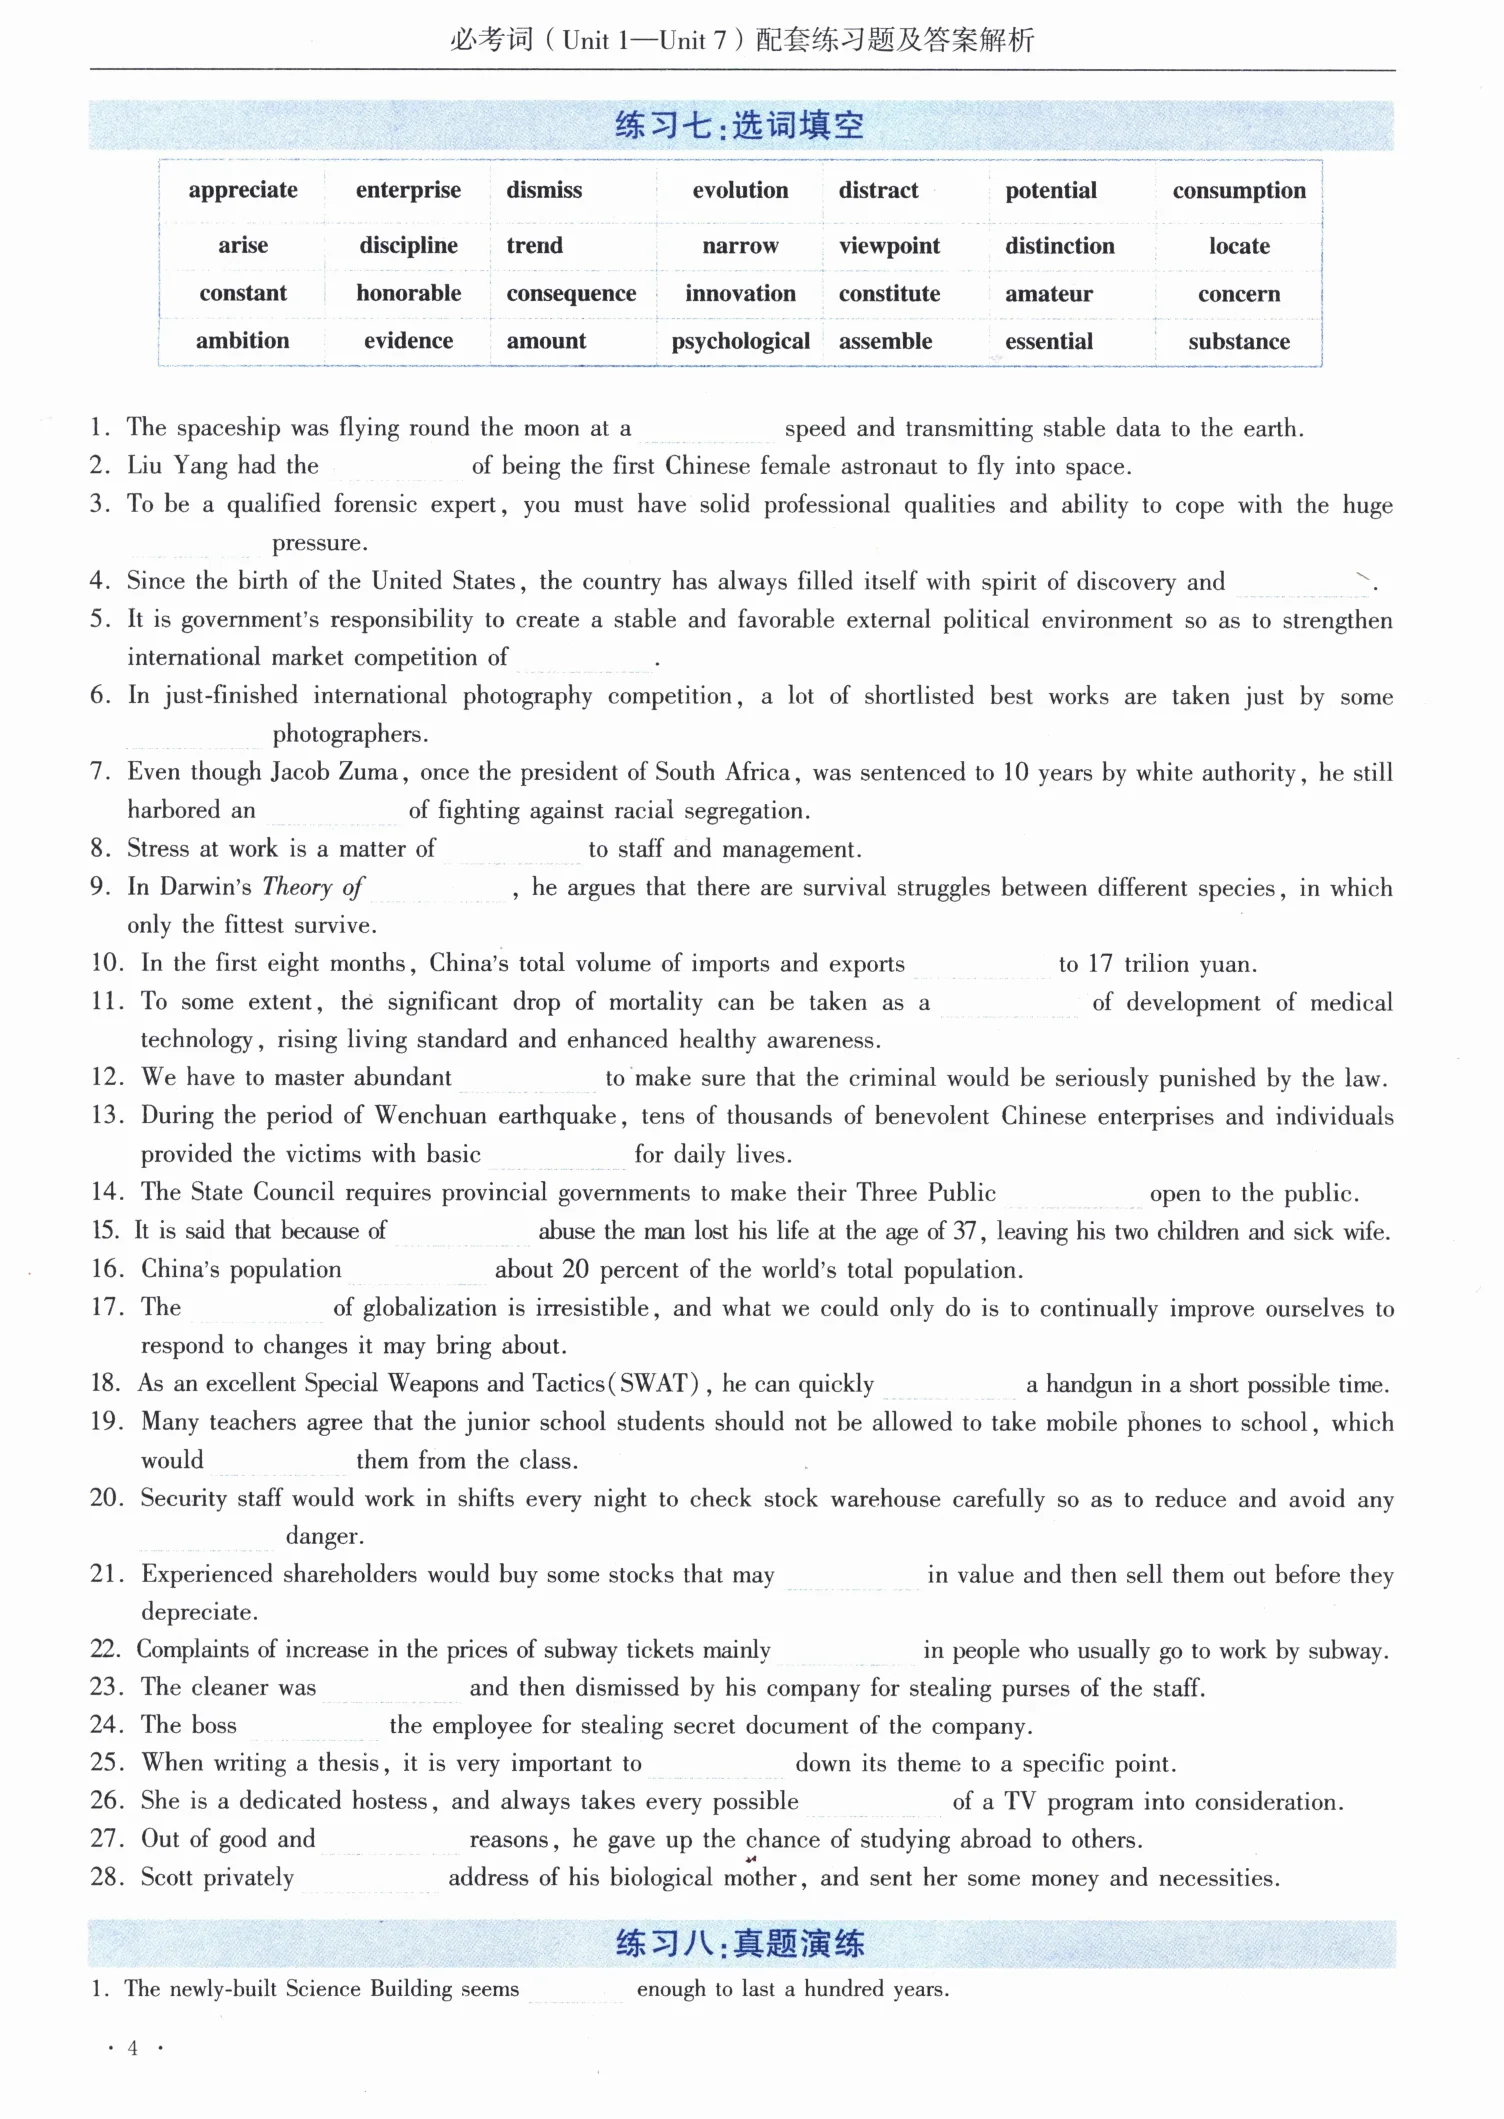 必考词（Unit 1—Unit 7）配套练习题及答案解析
练习七:选词填空
appreciate enterprise dismiss evolution distract potential consumption
arise discipline trend narrow viewpoint distinction locate
constant honorable consequence innovation constitute amateur concern
ambition evidence amount psychological assemble essential substance
1. The spaceship was flying round the moon at a ________ speed and transmitting stable data to the earth.
2. Liu Yang had the ________ of being the first Chinese female astronaut to fly into space.
3. To be a qualified forensic expert, you must have solid professional qualities and ability to cope with the huge
________ pressure.
4. Since the birth of the United States, the country has always filled itself with spirit of discovery and ________.
5. It is government's responsibility to create a stable and favorable external political environment so as to strengthen
international market competition of ________.
6. In just-finished international photography competition, a lot of shortlisted best works are taken just by some
________ photographers.
7. Even though Jacob Zuma, once the president of South Africa, was sentenced to 10 years by white authority, he still
harbored an ________ of fighting against racial segregation.
8. Stress at work is a matter of ________ to staff and management.
9. In Darwin's Theory of ________, he argues that there are survival struggles between different species, in which
only the fittest survive.
10. In the first eight months, China's total volume of imports and exports ________ to 17 trilion yuan.
11. To some extent, the significant drop of mortality can be taken as a ________ of development of medical
technology, rising living standard and enhanced healthy awareness.
12. We have to master abundant ________ to make sure that the criminal would be seriously punished by the law.
13. During the period of Wenchuan earthquake, tens of thousands of benevolent Chinese enterprises and individuals
provided the victims with basic ________ for daily lives.
14. The State Council requires provincial governments to make their Three Public ________ open to the public.
15. It is said that because of ________ abuse the man lost his life at the age of 37, leaving his two children and sick wife.
16. China's population ________ about 20 percent of the world's total population.
17. The ________ of globalization is irresistible, and what we could only do is to continually improve ourselves to
respond to changes it may bring about.
18. As an excellent Special Weapons and Tactics(SWAT), he can quickly ________ a handgun in a short possible time.
19. Many teachers agree that the junior school students should not be allowed to take mobile phones to school, which
would ________ them from the class.
20. Security staff would work in shifts every night to check stock warehouse carefully so as to reduce and avoid any
________ danger.
21. Experienced shareholders would buy some stocks that may ________ in value and then sell them out before they
depreciate.
22. Complaints of increase in the prices of subway tickets mainly ________ in people who usually go to work by subway.
23. The cleaner was ________ and then dismissed by his company for stealing purses of the staff.
24. The boss ________ the employee for stealing secret document of the company.
25. When writing a thesis, it is very important to ________ down its theme to a specific point.
26. She is a dedicated hostess, and always takes every possible ________ of a TV program into consideration.
27. Out of good and ________ reasons, he gave up the chance of studying abroad to others.
28. Scott privately ________ address of his biological mother, and sent her some money and necessities.
练习八:真题演练
1. The newly-built Science Building seems ________ enough to last a hundred years.
· 4 ·